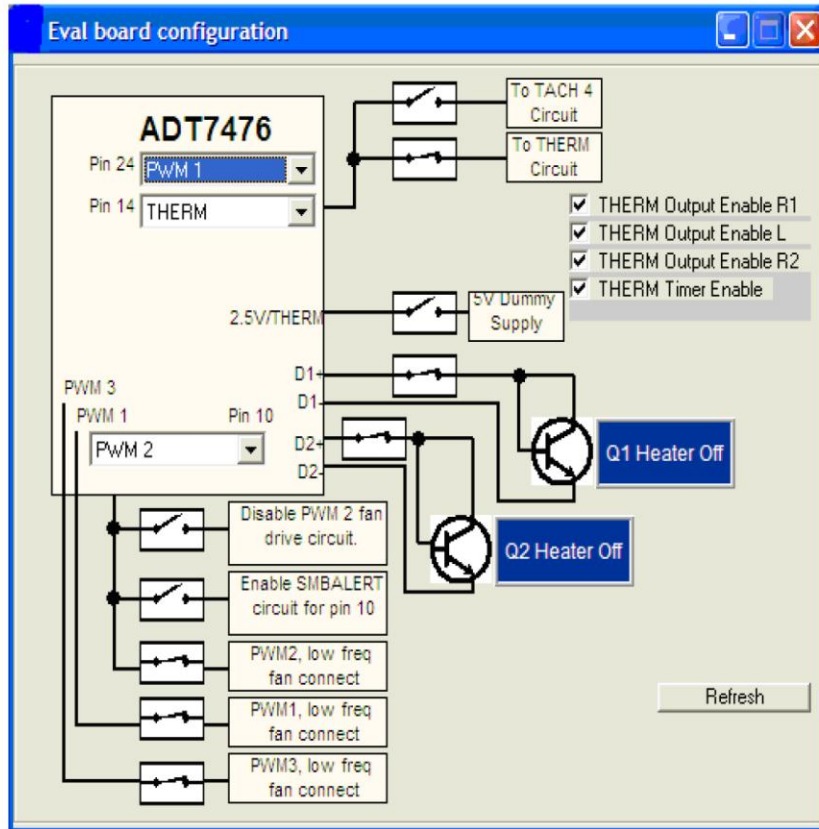 Eval board configuration
ADT7476
Pin 24
PWM 1
Pin 14
THERM
To TACH 4
Circuit
To THERM
Circuit
THERM Output Enable R1
THERM Output Enable L
THERM Output Enable R2
THERM Timer Enable
2.5V/THERM
5V Dummy
Supply
D1+
D1-
D2+
D2-
PWM 3
PWM 1
Pin 10
PWM 2
Q1 Heater Off
Q2 Heater Off
Disable PWM 2 fan
drive circuit.
Enable SMBALERT
circuit for pin 10
PWM2, low freq
fan connect
PWM1, low freq
fan connect
PWM3, low freq
fan connect
Refresh